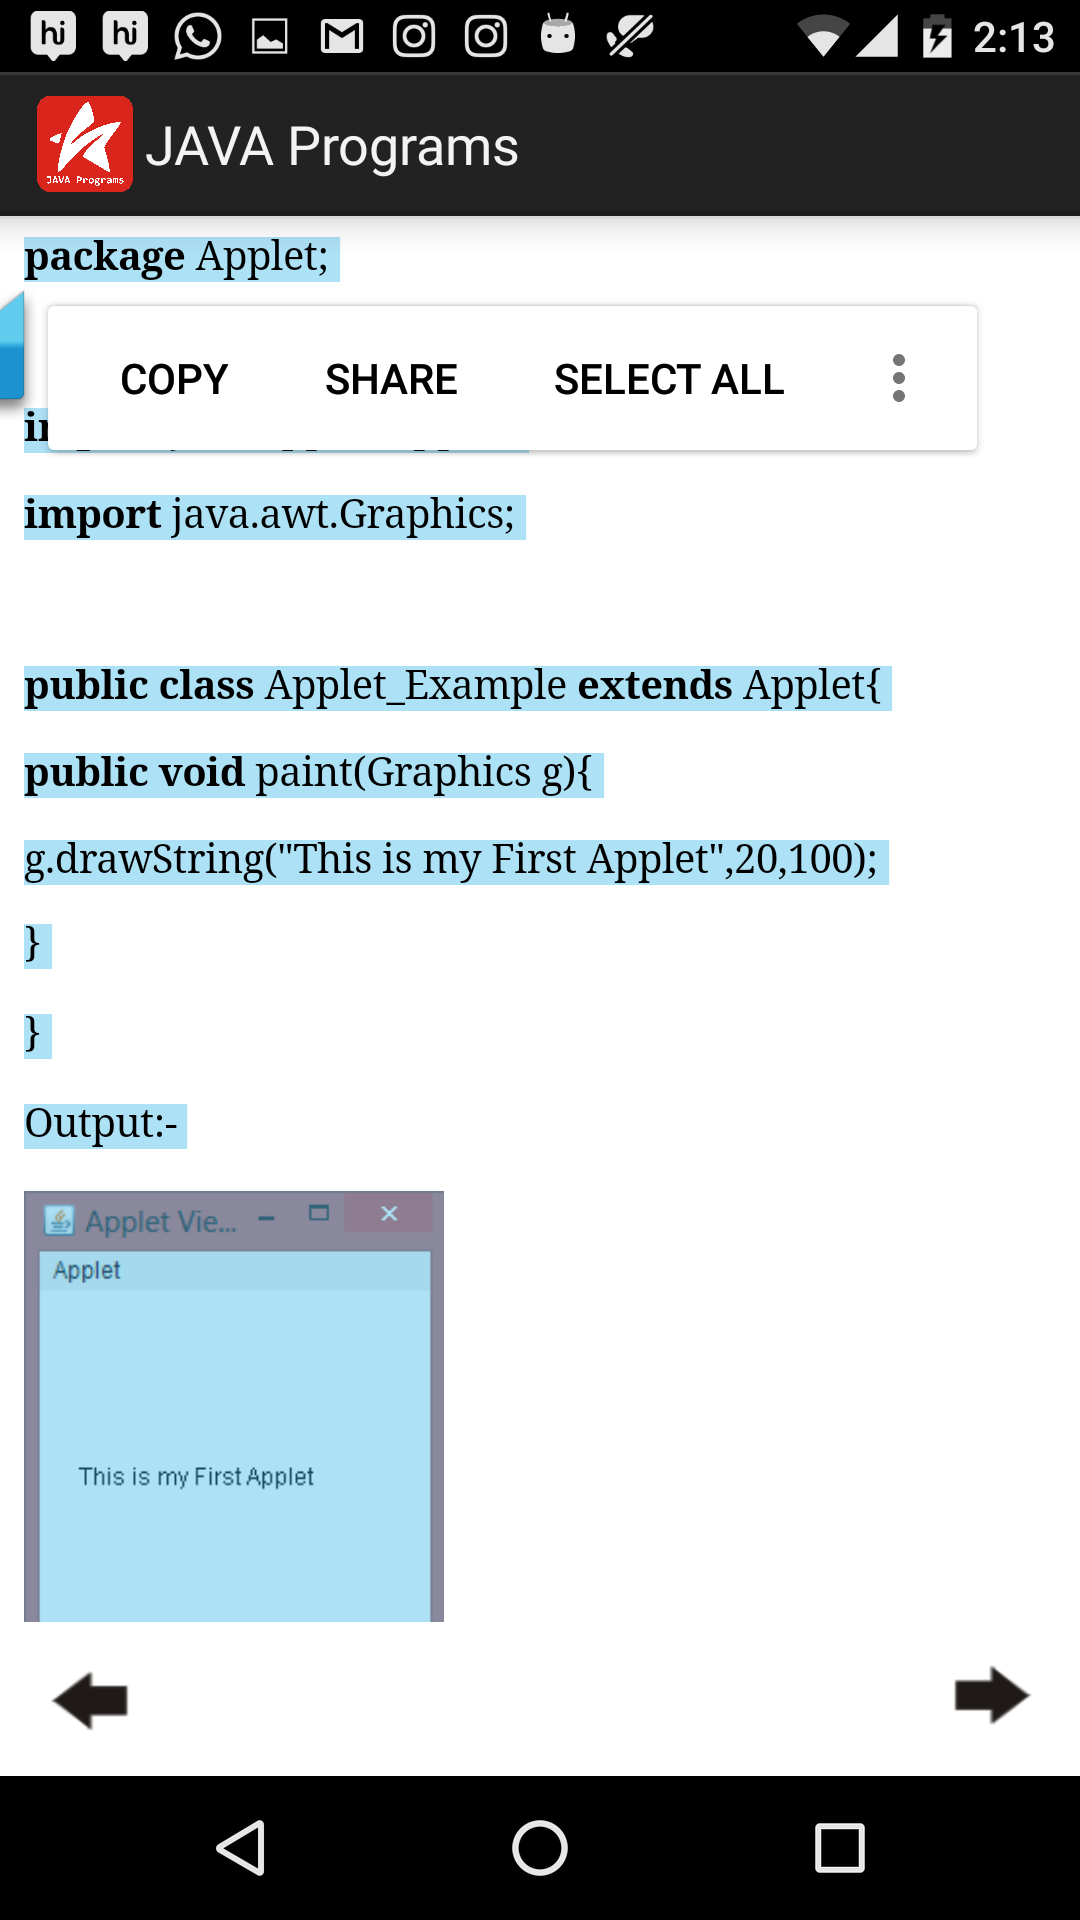 hi hi 2:13
JAVA Programs
JAVA Programs
package Applet;
COPY SHARE SELECT ALL
import java.awt.Graphics;
public class Applet_Example extends Applet{
public void paint(Graphics g){
g.drawString("This is my First Applet",20,100);
}
}
Output:-
Applet Vie...
Applet
This is my First Applet